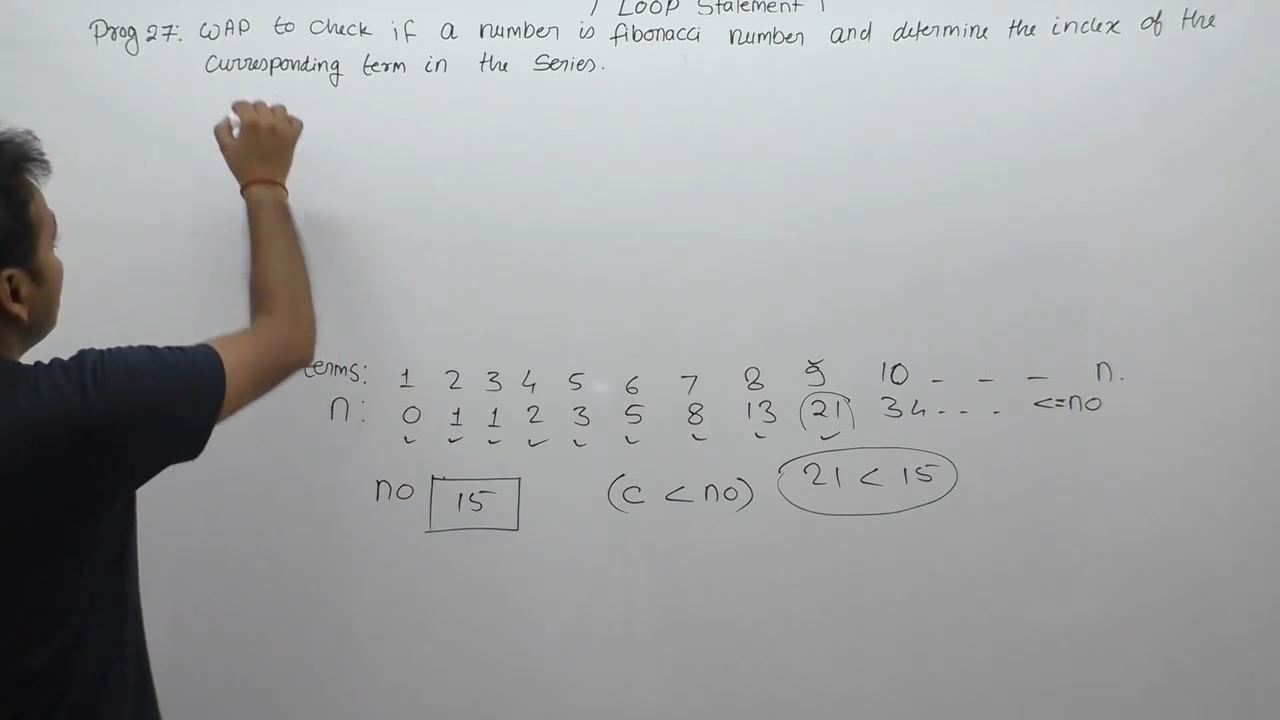 LOOP Statement
Prog 27: WAP to check if a number is fibonacci number and determine the index of the
Curresponding term in the Series.
terms: 1 2 3 4 5 6 7 8 9 10 - - - n.
n: 0 1 1 2 3 5 8 13 21 34 - - - <=no
no 15 (c < no) 21 < 15